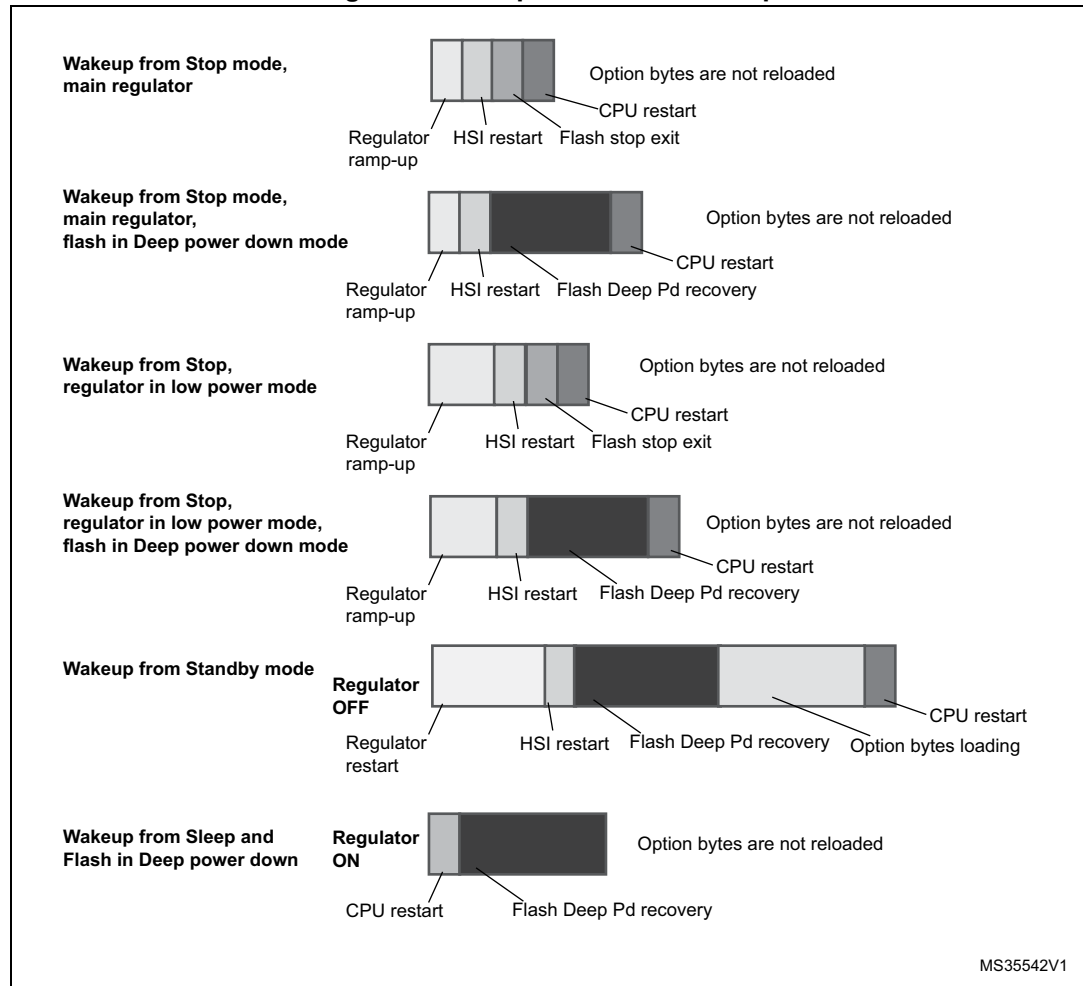 Wakeup from Stop mode,
main regulator
Option bytes are not reloaded
CPU restart
Regulator
ramp-up
HSI restart
Flash stop exit
Wakeup from Stop mode,
main regulator,
flash in Deep power down mode
Option bytes are not reloaded
CPU restart
Regulator
ramp-up
HSI restart
Flash Deep Pd recovery
Wakeup from Stop,
regulator in low power mode
Option bytes are not reloaded
CPU restart
Regulator
ramp-up
HSI restart
Flash stop exit
Wakeup from Stop,
regulator in low power mode,
flash in Deep power down mode
Option bytes are not reloaded
CPU restart
Regulator
ramp-up
HSI restart
Flash Deep Pd recovery
Wakeup from Standby mode
Regulator
OFF
CPU restart
Regulator
restart
HSI restart
Flash Deep Pd recovery
Option bytes loading
Wakeup from Sleep and
Flash in Deep power down
Regulator
ON
Option bytes are not reloaded
CPU restart
Flash Deep Pd recovery
MS35542V1